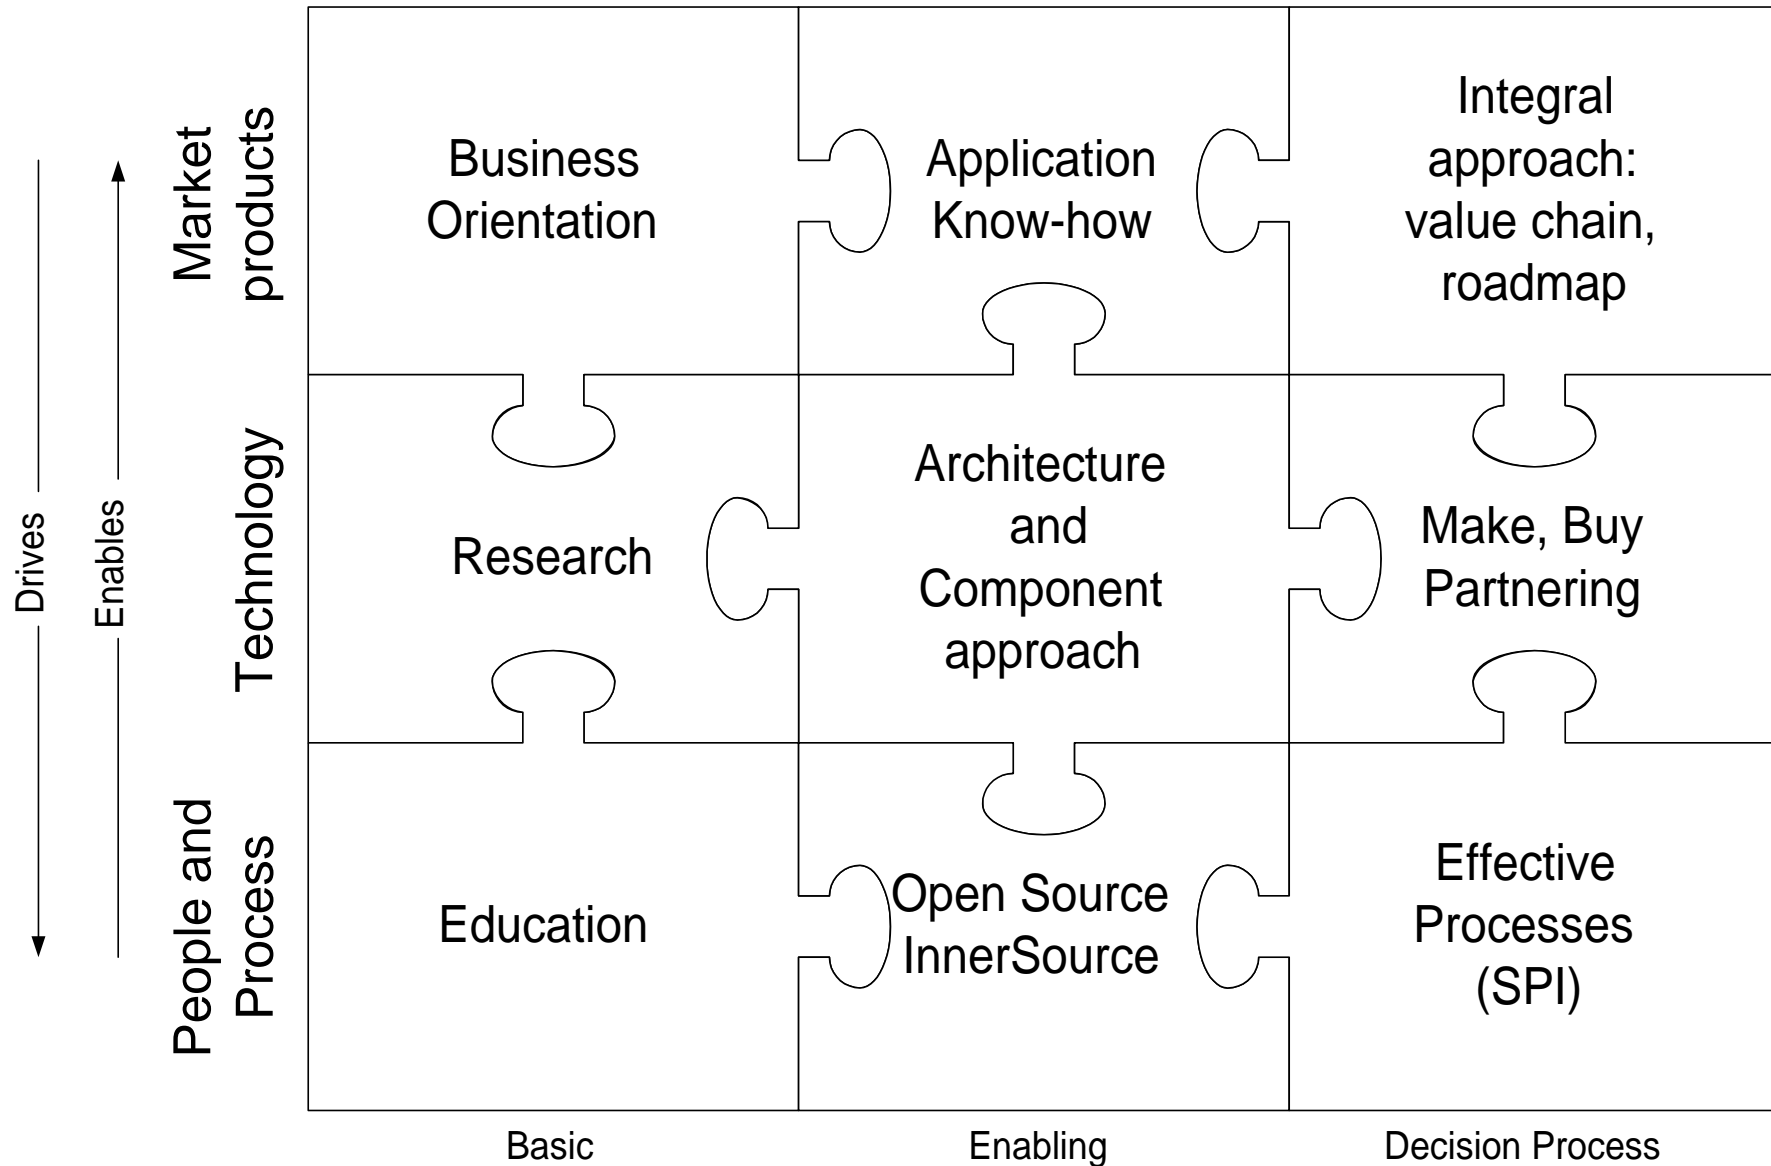 Drives
Enables
Market
products
Business
Orientation
Application
Know-how
Integral
approach:
value chain,
roadmap
Technology
Research
Architecture
and
Component
approach
Make, Buy
Partnering
People and
Process
Education
Open Source
InnerSource
Effective
Processes
(SPI)
Basic
Enabling
Decision Process